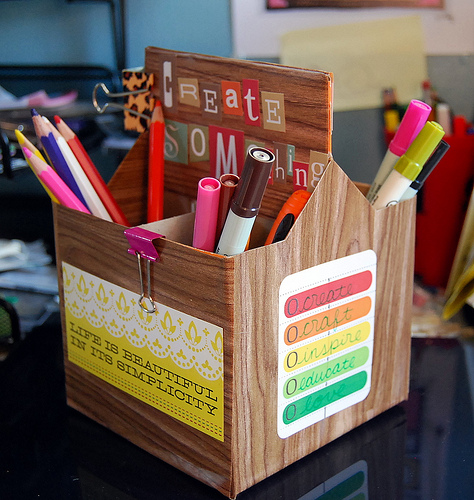 CReate
SOMething
LIFE IS BEAUTIFUL
IN ITS SIMPLICITY
create
craft
inspire
educate
love